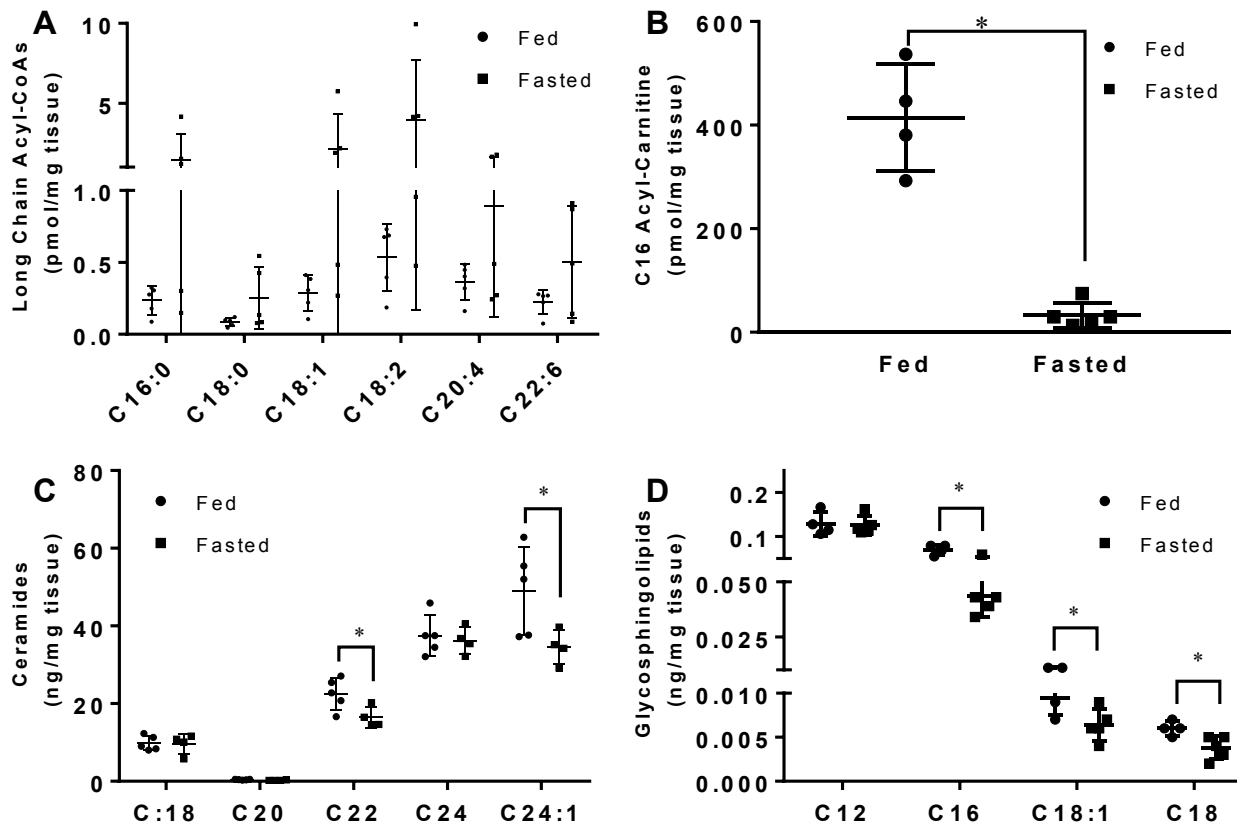 A
Long Chain Acyl-CoAs
(pmol/mg tissue)
10
5
1.0
0.5
0.0
Fed
Fasted
C16:0
C18:0
C18:1
C18:2
C20:4
C22:6
B
C16 Acyl-Carnitine
(pmol/mg tissue)
600
400
200
0
*
Fed
Fasted
Fed
Fasted
C
Ceramides
(ng/mg tissue)
80
60
40
20
0
Fed
Fasted
*
*
C:18
C20
C22
C24
C24:1
D
Glycosphingolipids
(ng/mg tissue)
0.2
0.1
0.050
0.025
0.010
0.005
0.000
*
*
*
Fed
Fasted
C12
C16
C18:1
C18